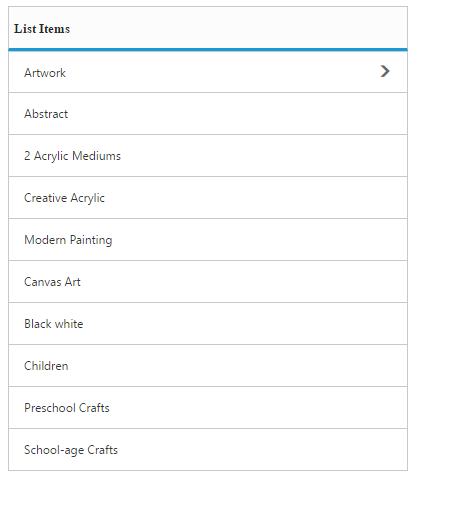 List Items
Artwork
Abstract
2 Acrylic Mediums
Creative Acrylic
Modern Painting
Canvas Art
Black white
Children
Preschool Crafts
School-age Crafts